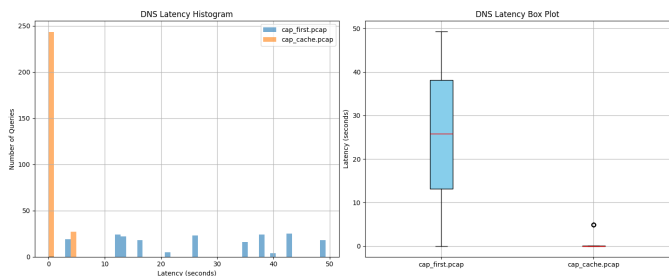 DNS Latency Histogram
cap_first.pcap
cap_cache.pcap
Number of Queries
250
200
150
100
50
0
0 10 20 30 40 50
Latency (seconds)
DNS Latency Box Plot
Latency (seconds)
50
40
30
20
10
0
cap_first.pcap cap_cache.pcap